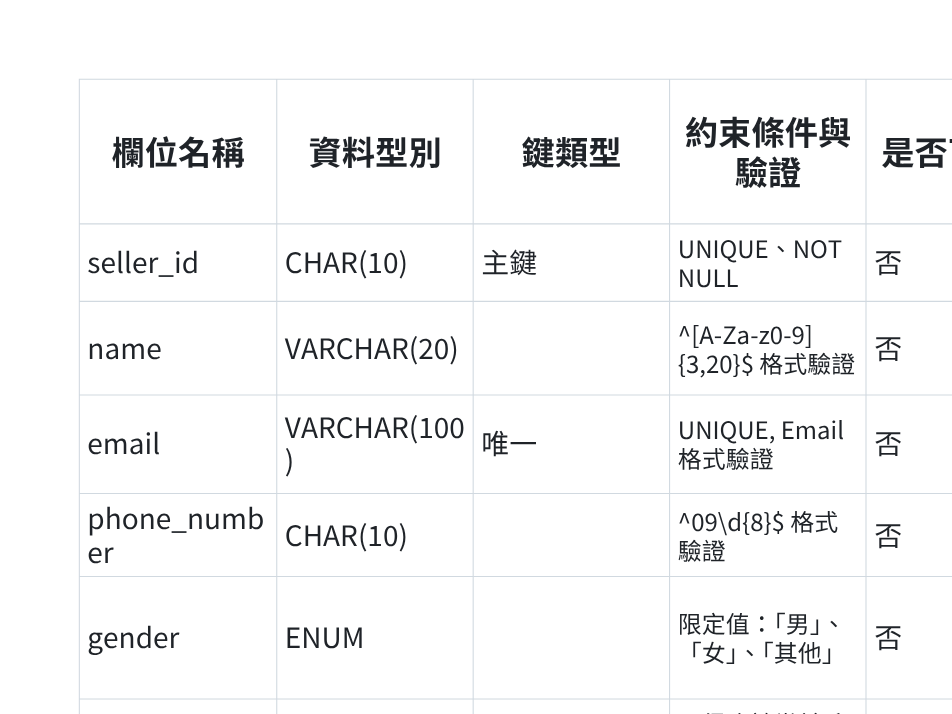 欄位名稱
資料型別
鍵類型
約束條件與
驗證
是否
seller_id
CHAR(10)
主鍵
UNIQUE、NOT
NULL
否
name
VARCHAR(20)
^[A-Za-z0-9]
{3,20}$ 格式驗證
否
email
VARCHAR(100
)
唯一
UNIQUE, Email
格式驗證
否
phone_numb
er
CHAR(10)
^09\d{8}$ 格式
驗證
否
gender
ENUM
限定值：「男」、
「女」、「其他」
否